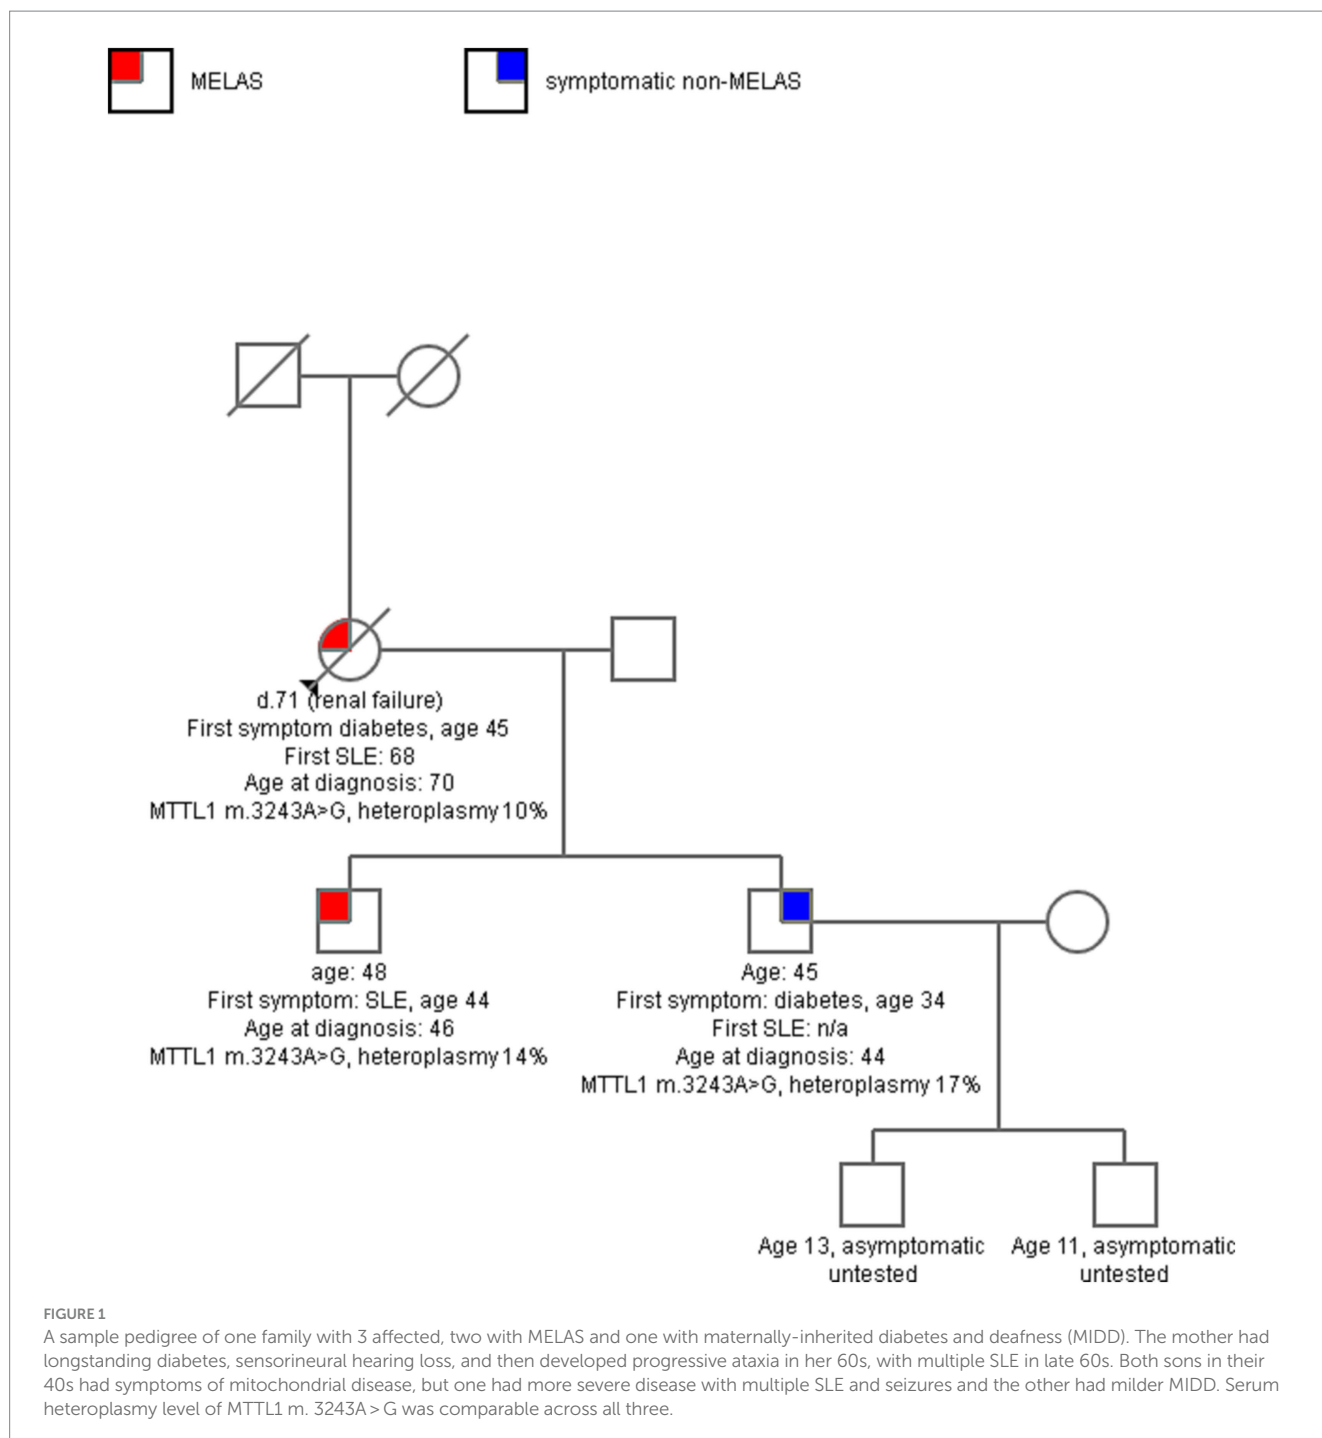 MELAS
symptomatic non-MELAS
d.71 (renal failure)
First symptom diabetes, age 45
First SLE: 68
Age at diagnosis: 70
MTTL1 m.3243A>G, heteroplasmy 10%
age: 48
First symptom: SLE, age 44
Age at diagnosis: 46
MTTL1 m.3243A>G, heteroplasmy 14%
Age: 45
First symptom: diabetes, age 34
First SLE: n/a
Age at diagnosis: 44
MTTL1 m.3243A>G, heteroplasmy 17%
Age 13, asymptomatic
untested
Age 11, asymptomatic
untested
FIGURE 1
A sample pedigree of one family with 3 affected, two with MELAS and one with maternally-inherited diabetes and deafness (MIDD). The mother had
longstanding diabetes, sensorineural hearing loss, and then developed progressive ataxia in her 60s, with multiple SLE in late 60s. Both sons in their
40s had symptoms of mitochondrial disease, but one had more severe disease with multiple SLE and seizures and the other had milder MIDD. Serum
heteroplasmy level of MTTL1 m. 3243A > G was comparable across all three.